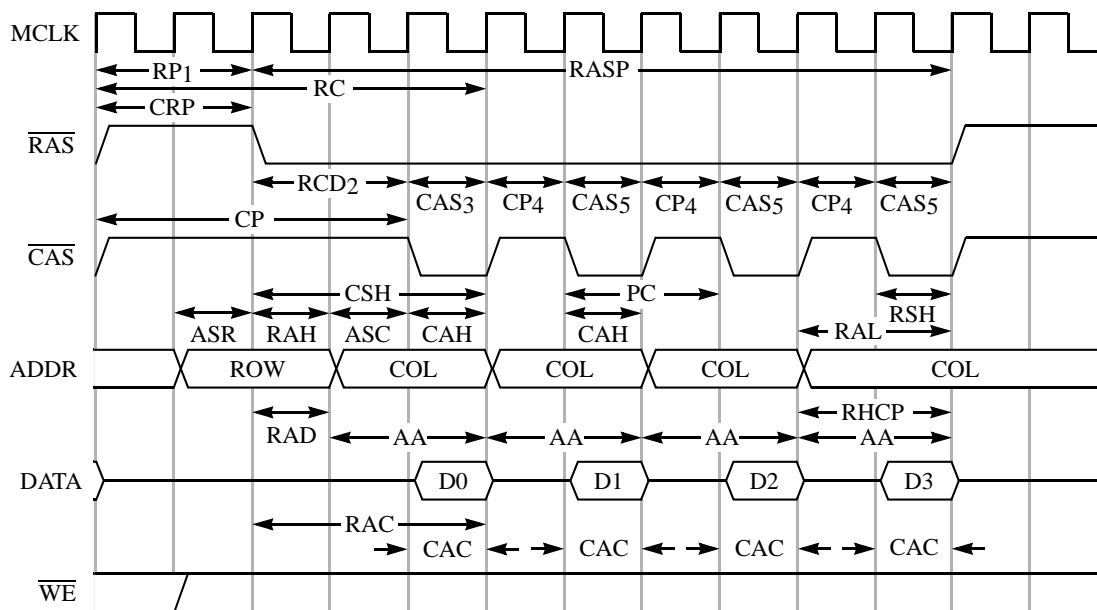 MCLK
RP1 RASP
RC
CRP
RAS
RCD2 CAS3 CP4 CAS5 CP4 CAS5 CP4 CAS5
CP
CAS
CSH PC
ASR RAH ASC CAH CAH RAL RSH
ADDR ROW COL COL COL COL
RHCP
RAD AA AA AA AA
DATA D0 D1 D2 D3
RAC
CAC CAC CAC CAC
WE